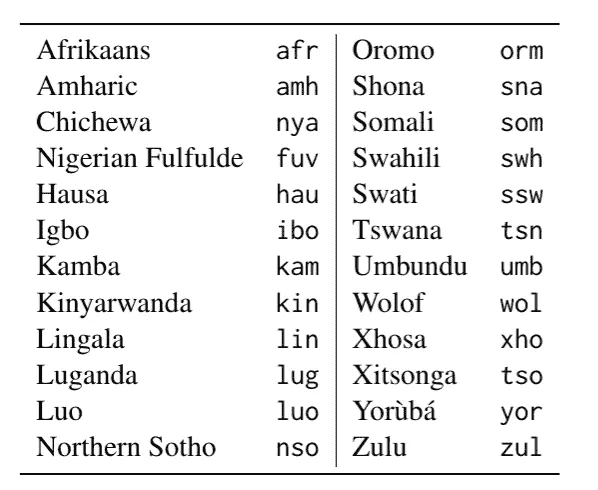 Afrikaans afr Oromo orm
Amharic amh Shona sna
Chichewa nya Somali som
Nigerian Fulfulde fuv Swahili swh
Hausa hau Swati ssw
Igbo ibo Tswana tsn
Kamba kam Umbundu umb
Kinyarwanda kin Wolof wol
Lingala lin Xhosa xho
Luganda lug Xitsonga tso
Luo luo Yorùbá yor
Northern Sotho nso Zulu zul